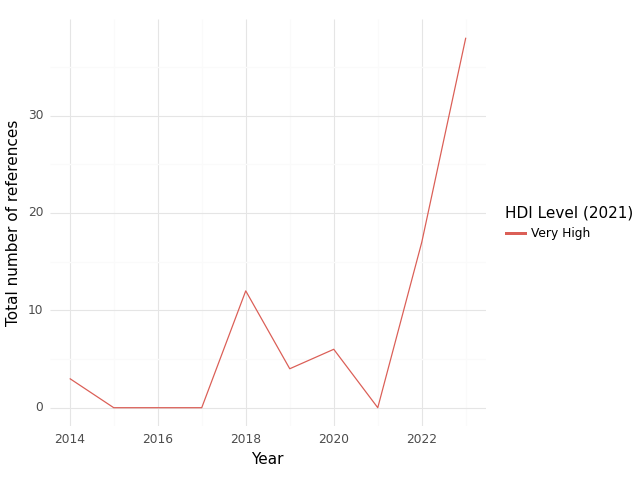 Total number of references
30
20
10
0
2014 2016 2018 2020 2022
Year
HDI Level (2021)
Very High